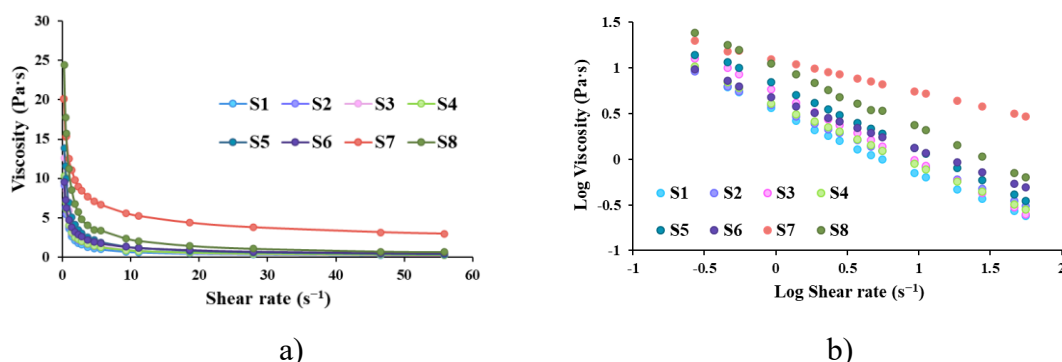 30
25
20
15
10
5
0
Viscosity (Pa·s)
S1 S2 S3 S4
S5 S6 S7 S8
0 10 20 30 40 50 60
Shear rate (s⁻¹)
a)
1.5
1
0.5
0
-0.5
-1
Log Viscosity (Pa·s)
S1 S2 S3 S4
S5 S6 S7 S8
-1 -0.5 0 0.5 1 1.5 2
Log Shear rate (s⁻¹)
b)